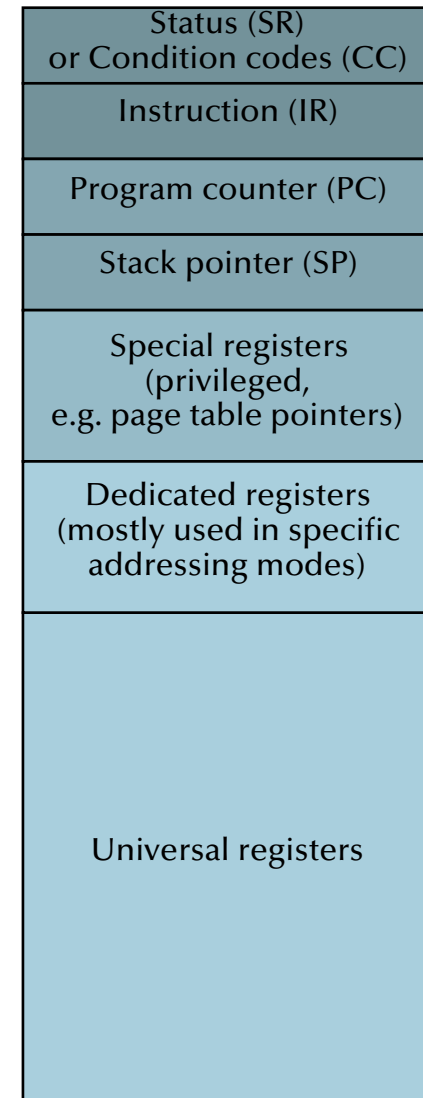 Status (SR)
or Condition codes (CC)
Instruction (IR)
Program counter (PC)
Stack pointer (SP)
Special registers
(privileged,
e.g. page table pointers)
Dedicated registers
(mostly used in specific
addressing modes)
Universal registers